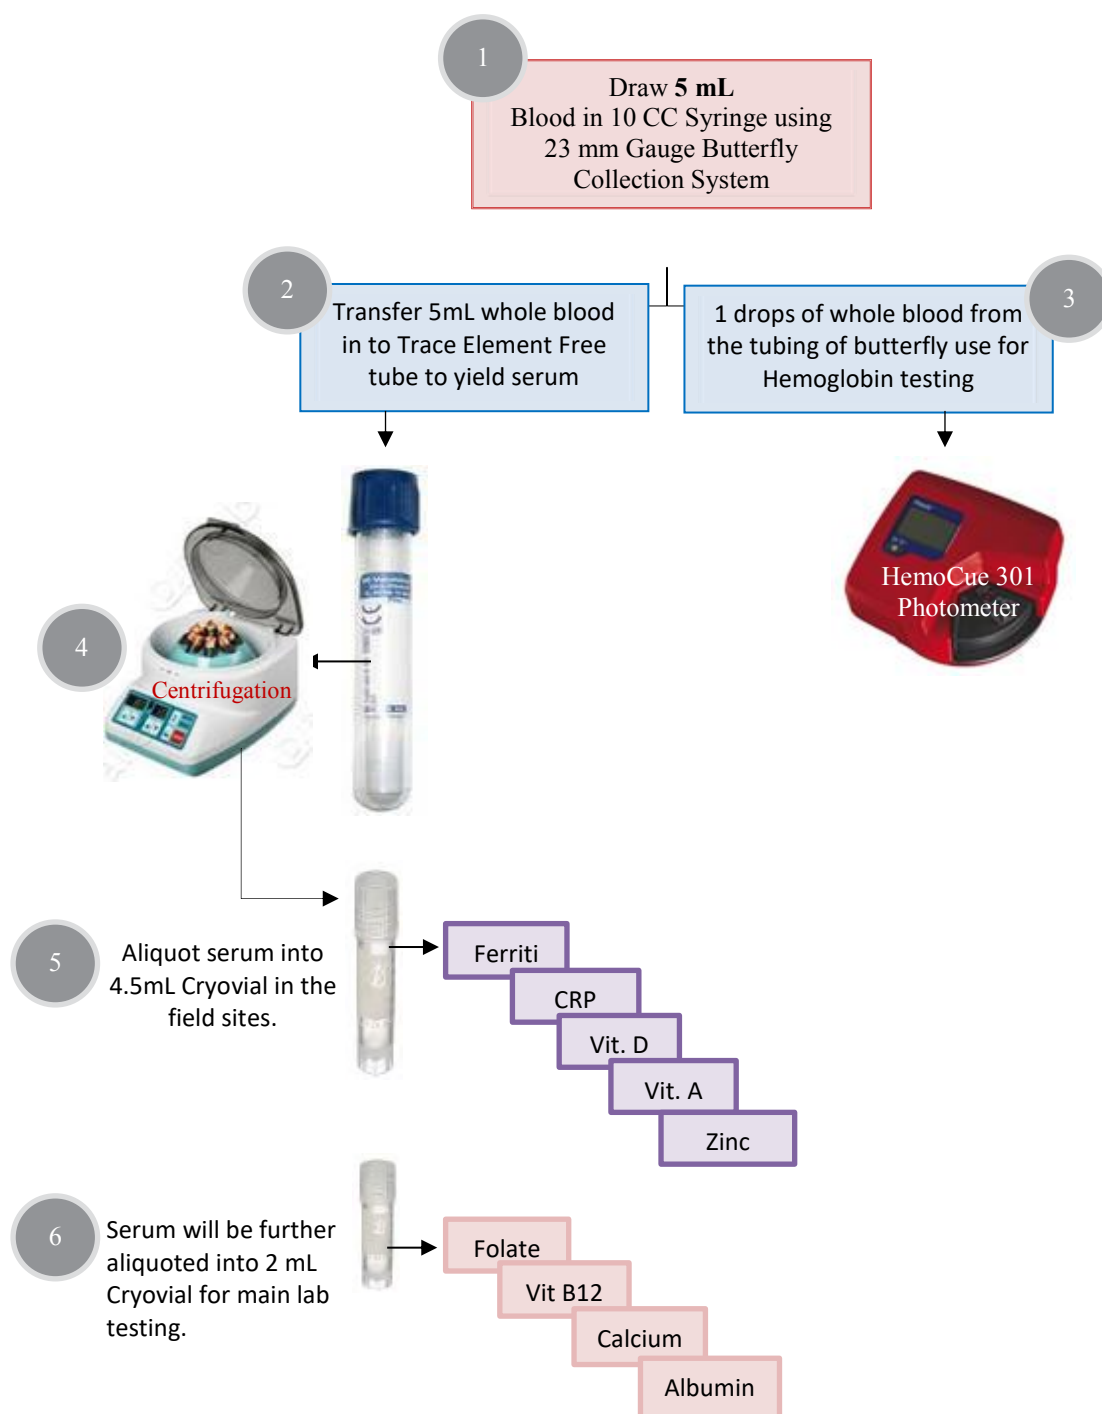 1
Draw 5 mL
Blood in 10 CC Syringe using
23 mm Gauge Butterfly
Collection System
2
Transfer 5mL whole blood
in to Trace Element Free
tube to yield serum
3
1 drops of whole blood from
the tubing of butterfly use for
Hemoglobin testing
HemoCue 301
Photometer
4
Centrifugation
5
Aliquot serum into
4.5mL Cryovial in the
field sites.
Ferriti
CRP
Vit. D
Vit. A
Zinc
6
Serum will be further
aliquoted into 2 mL
Cryovial for main lab
testing.
Folate
Vit B12
Calcium
Albumin